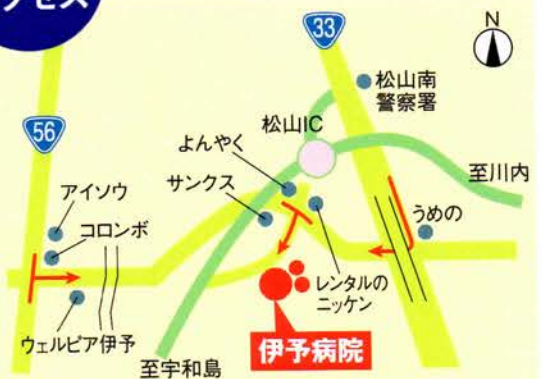 クセス
N
33
松山南
警察署
松山IC
56
よんやく
至川内
サンクス
アイソウ
うめの
コロンボ
レンタルの
ニッケン
ウェルピア伊予
伊予病院
至宇和島